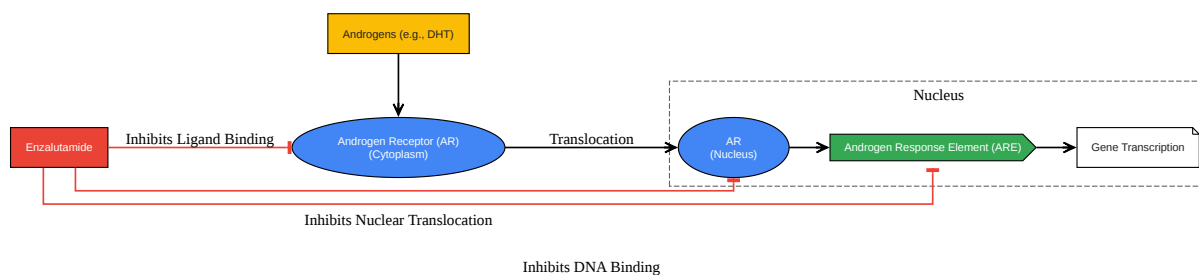 Androgens (e.g., DHT)
Nucleus
Enzalutamide
Inhibits Ligand Binding
Androgen Receptor (AR)
(Cytoplasm)
Translocation
AR
(Nucleus)
Androgen Response Element (ARE)
Gene Transcription
Inhibits Nuclear Translocation
Inhibits DNA Binding